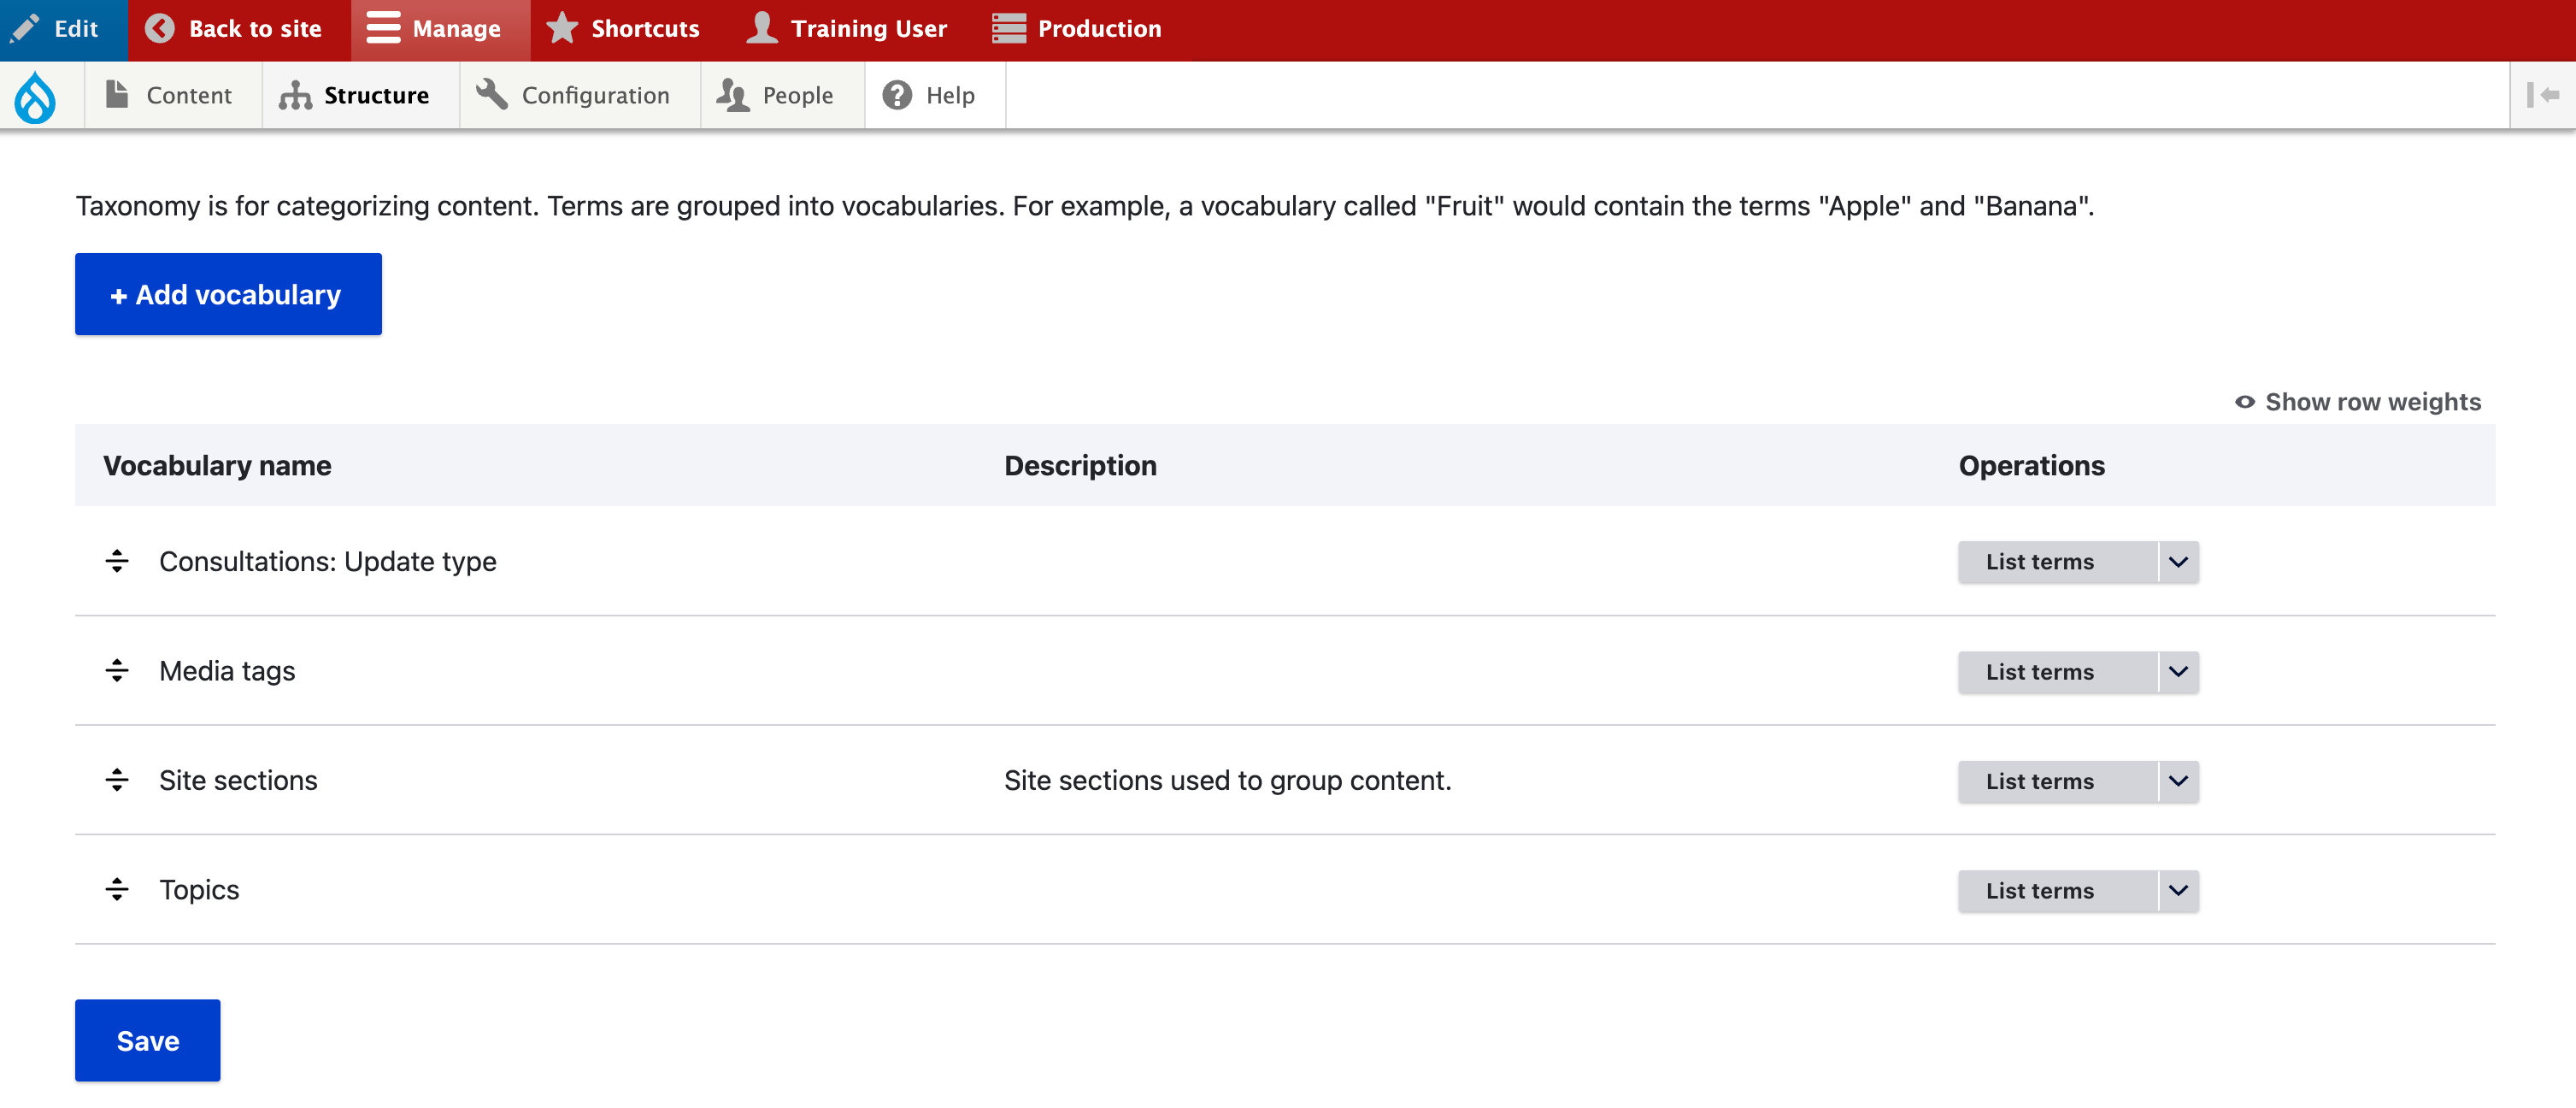 Edit Back to site Manage Shortcuts Training User Production
Content Structure Configuration People Help
Taxonomy is for categorizing content. Terms are grouped into vocabularies. For example, a vocabulary called "Fruit" would contain the terms "Apple" and "Banana".
+ Add vocabulary
Show row weights
Vocabulary name Description Operations
Consultations: Update type List terms
Media tags List terms
Site sections Site sections used to group content. List terms
Topics List terms
Save